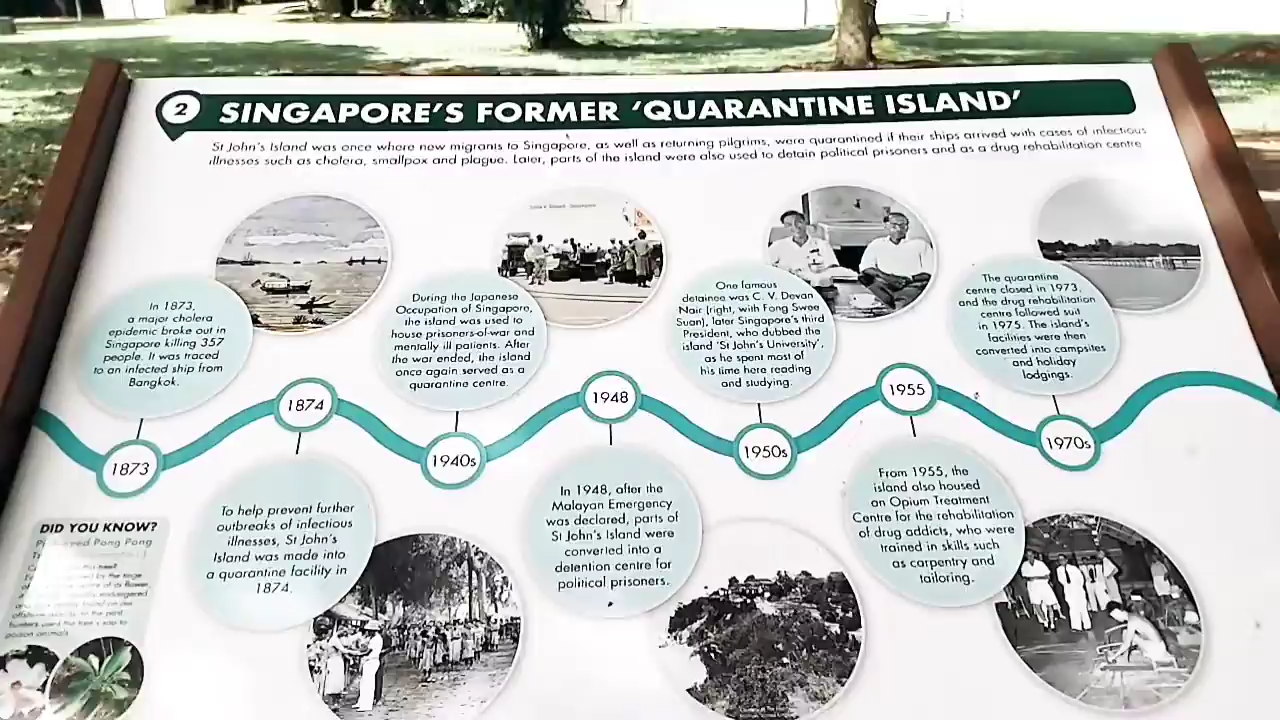 2
SINGAPORE'S FORMER 'QUARANTINE ISLAND'
St John's Island was once where new migrants to Singapore, as well as returning pilgrims, were quarantined if their ships arrived with cases of infectious
illnesses such as cholera, smallpox and plague. Later, parts of the island were also used to detain political prisoners and as a drug rehabilitation centre
In 1873,
a major cholera
epidemic broke out in
Singapore killing 357
people. It was traced
to an infected ship from
Bangkok.
1873
1874
To help prevent further
outbreaks of infectious
illnesses, St John's
Island was made into
a quarantine facility in
1874.
During the Japanese
Occupation of Singapore,
the island was used to
house prisoners-of-war and
mentally ill patients. After
the war ended, the island
once again served as a
quarantine centre.
1940s
1948
In 1948, after the
Malayan Emergency
was declared, parts of
St John's Island were
converted into a
detention centre for
political prisoners.
One famous
detainee was C. V. Devan
Nair (right, with Fong Swee
Suan), later Singapore's third
President, who dubbed the
island 'St John's University',
as he spent most of
his time here reading
and studying.
1950s
1955
From 1955, the
island also housed
an Opium Treatment
Centre for the rehabilitation
of drug addicts, who were
trained in skills such
as carpentry and
tailoring.
The quarantine
centre closed in 1973,
and the drug rehabilitation
centre followed suit
in 1975. The island's
facilities were then
converted into campsites
and holiday
lodgings.
1970s
DID YOU KNOW?
Pong Pong